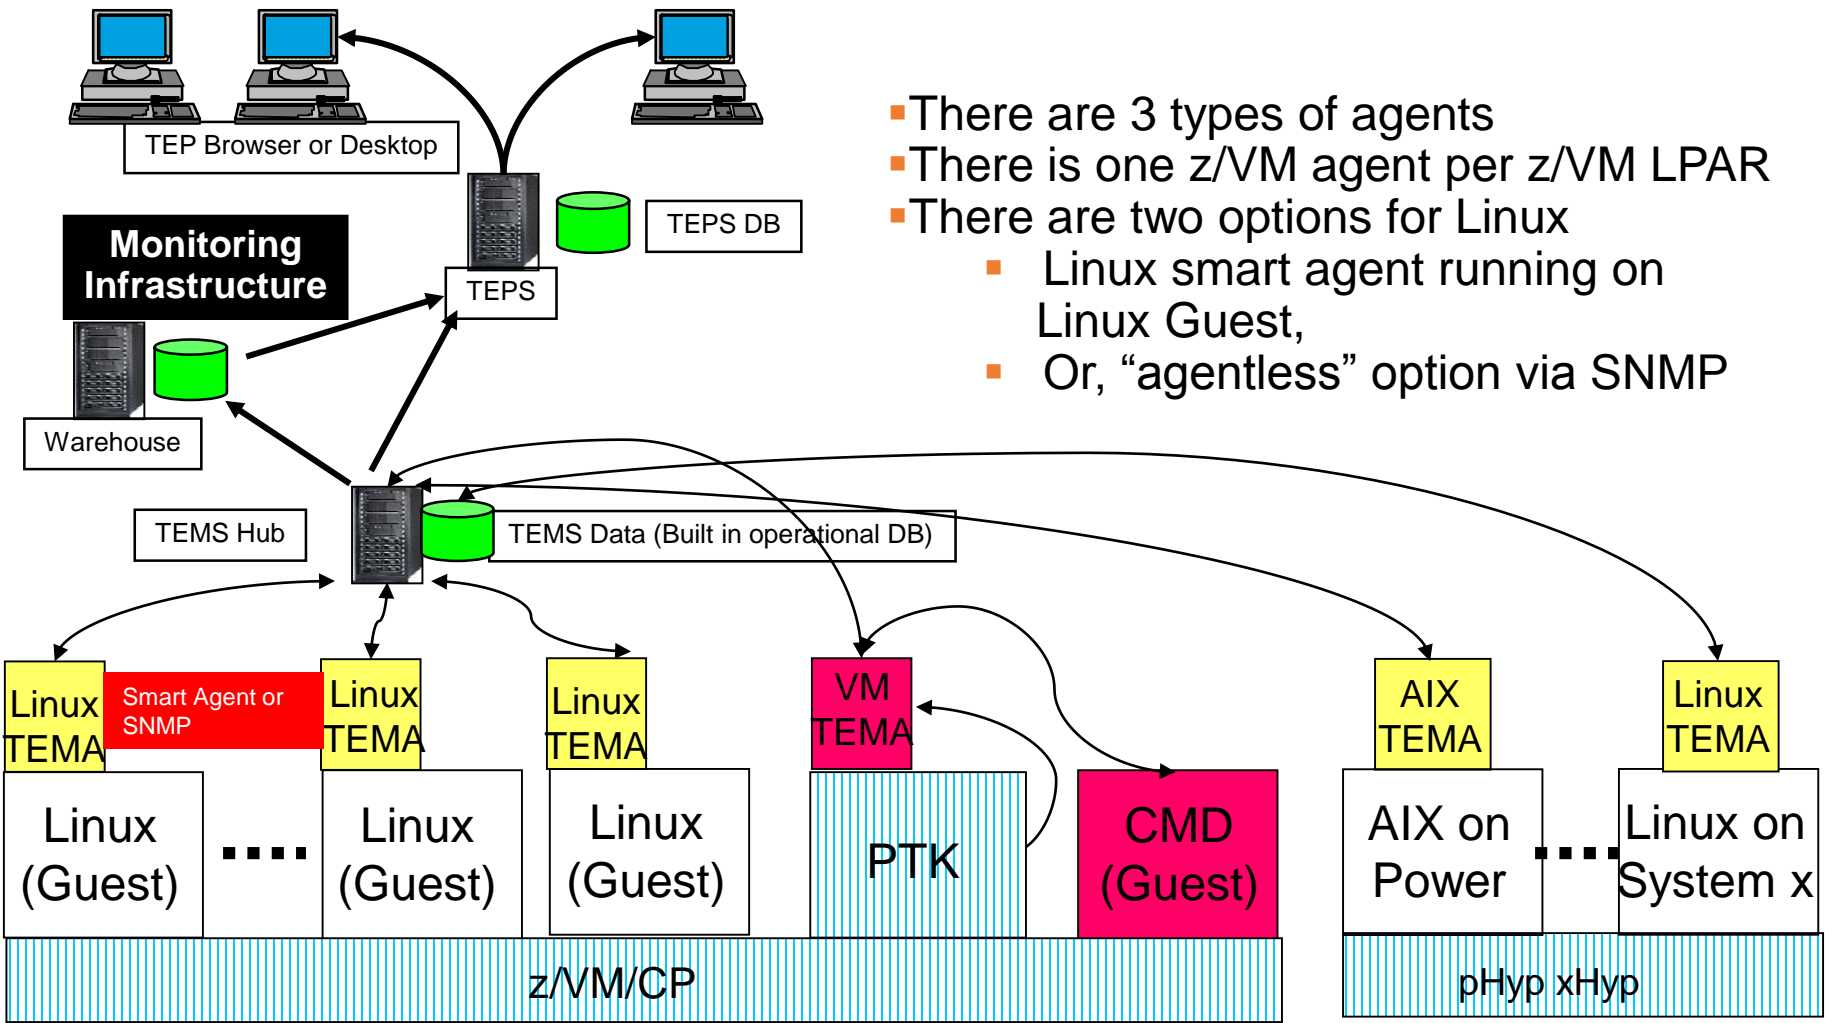 TEP Browser or Desktop
▪There are 3 types of agents
▪There is one z/VM agent per z/VM LPAR
▪There are two options for Linux
▪ Linux smart agent running on
Linux Guest,
▪ Or, “agentless” option via SNMP
TEPS DB
Monitoring
Infrastructure
TEPS
Warehouse
TEMS Hub
TEMS Data (Built in operational DB)
Linux
TEMA
Smart Agent or
SNMP
Linux
TEMA
Linux
TEMA
VM
TEMA
AIX
TEMA
Linux
TEMA
Linux
(Guest)
Linux
(Guest)
Linux
(Guest)
PTK
CMD
(Guest)
AIX on
Power
Linux on
System x
z/VM/CP
pHyp xHyp